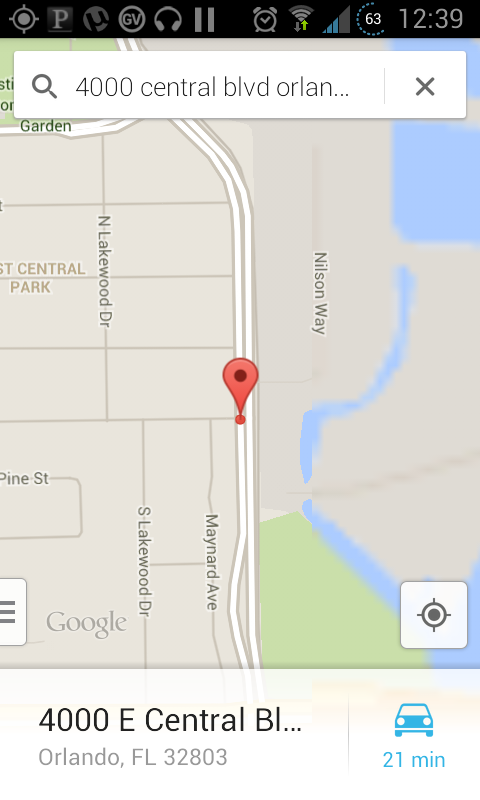 P GV 63 12:39
4000 central blvd orlan...
Garden
N Lakewood Dr
ST CENTRAL
PARK
Nilson Way
Pine St
S Lakewood Dr
Maynard Ave
Google
4000 E Central Bl...
Orlando, FL 32803
21 min